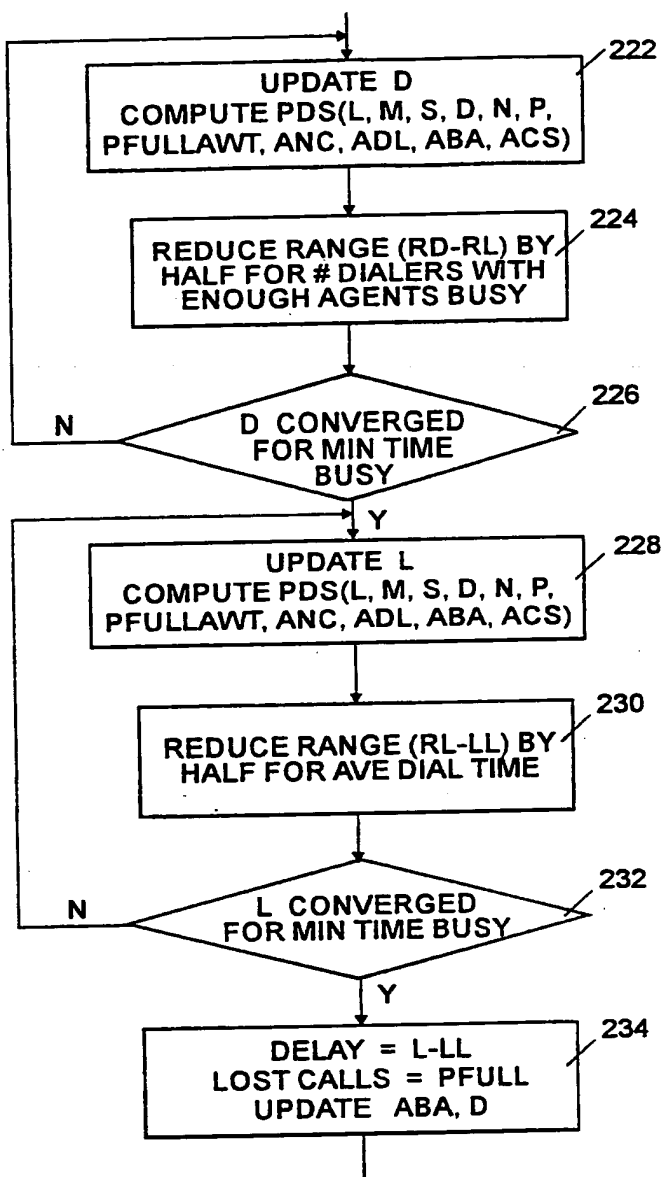 222
UPDATE D
COMPUTE PDS(L, M, S, D, N, P,
PFULLAWT, ANC, ADL, ABA, ACS)
224
REDUCE RANGE (RD-RL) BY
HALF FOR # DIALERS WITH
ENOUGH AGENTS BUSY
226
N
D CONVERGED
FOR MIN TIME
BUSY
Y
228
UPDATE L
COMPUTE PDS(L, M, S, D, N, P,
PFULLAWT, ANC, ADL, ABA, ACS)
230
REDUCE RANGE (RL-LL) BY
HALF FOR AVE DIAL TIME
232
N
L CONVERGED
FOR MIN TIME BUSY
Y
234
DELAY = L-LL
LOST CALLS = PFULL
UPDATE ABA, D